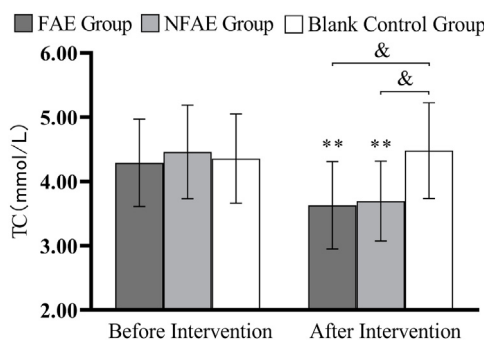 FAE Group NFAE Group Blank Control Group
6.00
&
&
5.00
** **
4.00
3.00
2.00
TC(mmol/L)
Before Intervention After Intervention